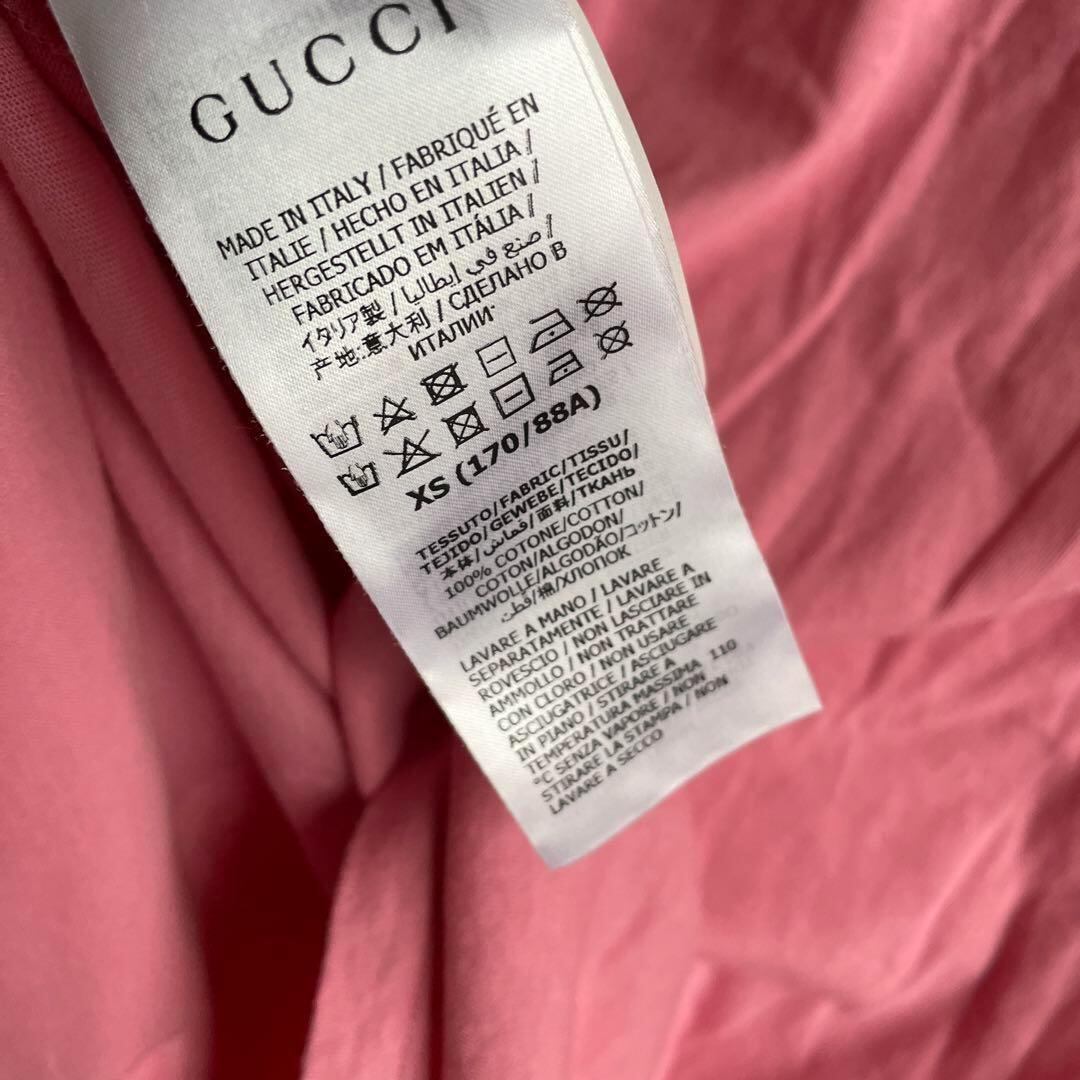 GUCCI
MADE IN ITALY / FABRIQUÉ EN
ITALIE / HECHO EN ITALIA /
HERGESTELLT IN ITALIEN /
FABRICADO EM ITÁLIA /
イタリア製 / صنع في إيطاليا /
产地:意大利 / СДЕЛАНО В
ИТАЛИИ
XS (170/88A)
TESSUTO/FABRIC/TISSU/
TEJIDO/GEWEBE/TECIDO/
本体/قماش/面料/ТКАНЬ
100% COTONE/COTTON/
COTON/ALGODON/
BAUMWOLLE/ALGODÃO/コットン/
قطن/棉/ХЛОПОК
LAVARE A MANO / LAVARE
SEPARATAMENTE / LAVARE A
ROVESCIO / NON LASCIARE IN
AMMOLLO / NON TRATTARE
CON CLORO / NON USARE
ASCIUGATRICE / ASCIUGARE
IN PIANO / STIRARE A
TEMPERATURA MASSIMA 110
°C SENZA VAPORE / NON
STIRARE LA STAMPA / NON
LAVARE A SECCO